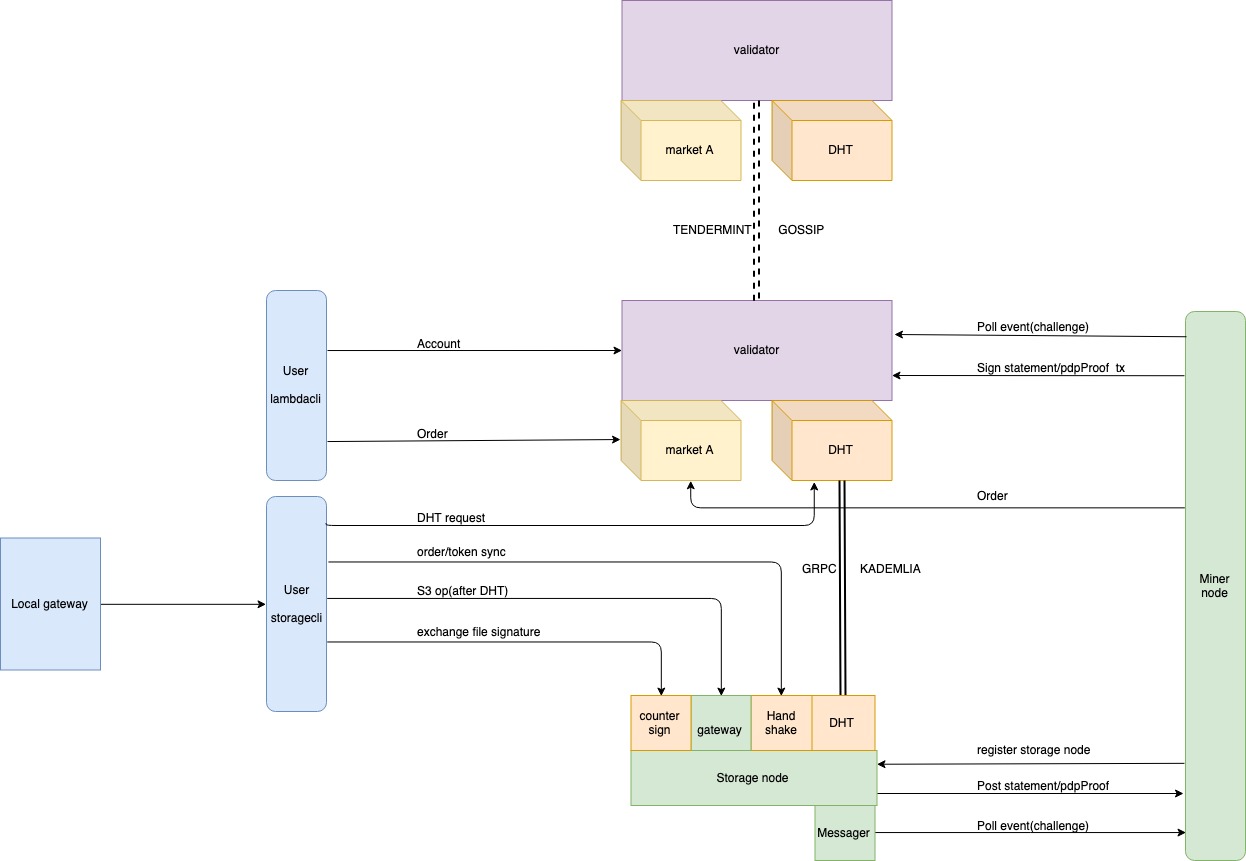 validator
market A
DHT
TENDERMINT
GOSSIP
User
lambdacli
Account
Order
validator
market A
DHT
Poll event(challenge)
Sign statement/pdpProof tx
Order
Local gateway
User
storagecli
DHT request
order/token sync
S3 op(after DHT)
exchange file signature
GRPC
KADEMLIA
Miner
node
counter
sign
gateway
Hand
shake
DHT
Storage node
Messager
register storage node
Post statement/pdpProof
Poll event(challenge)